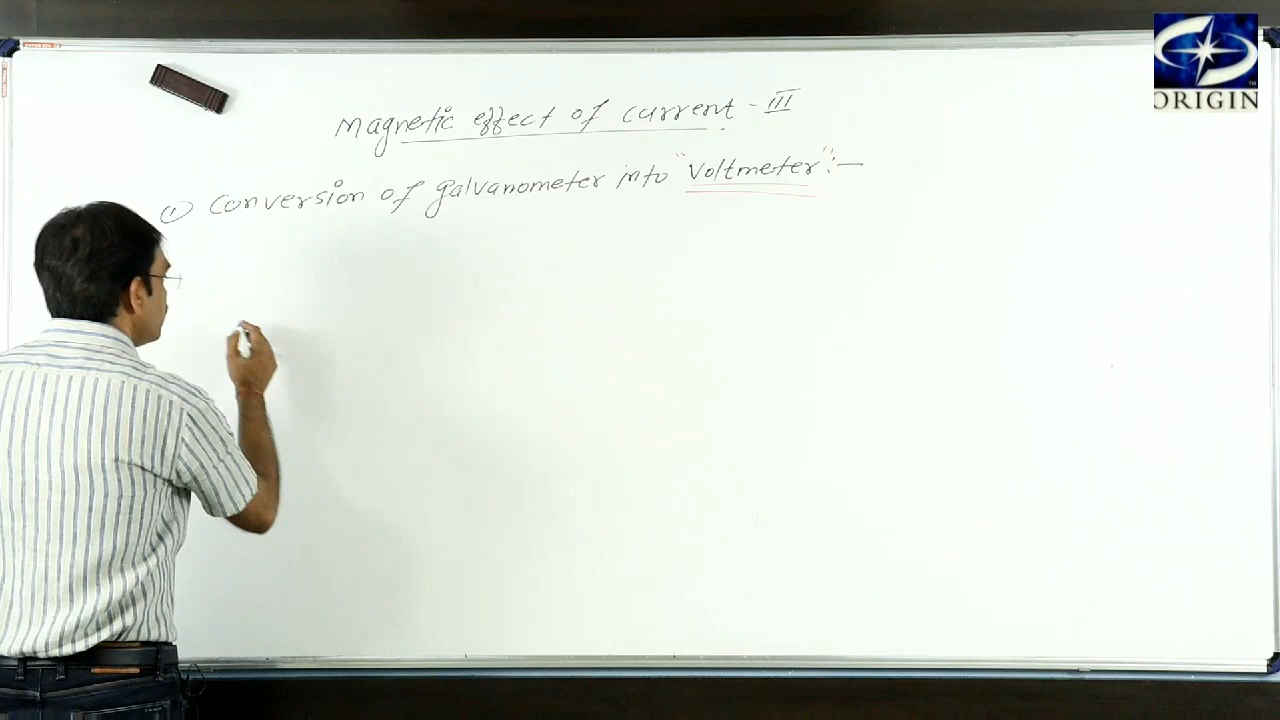 Magnetic effect of current - III
① Conversion of galvanometer into "Voltmeter":-
ORIGIN